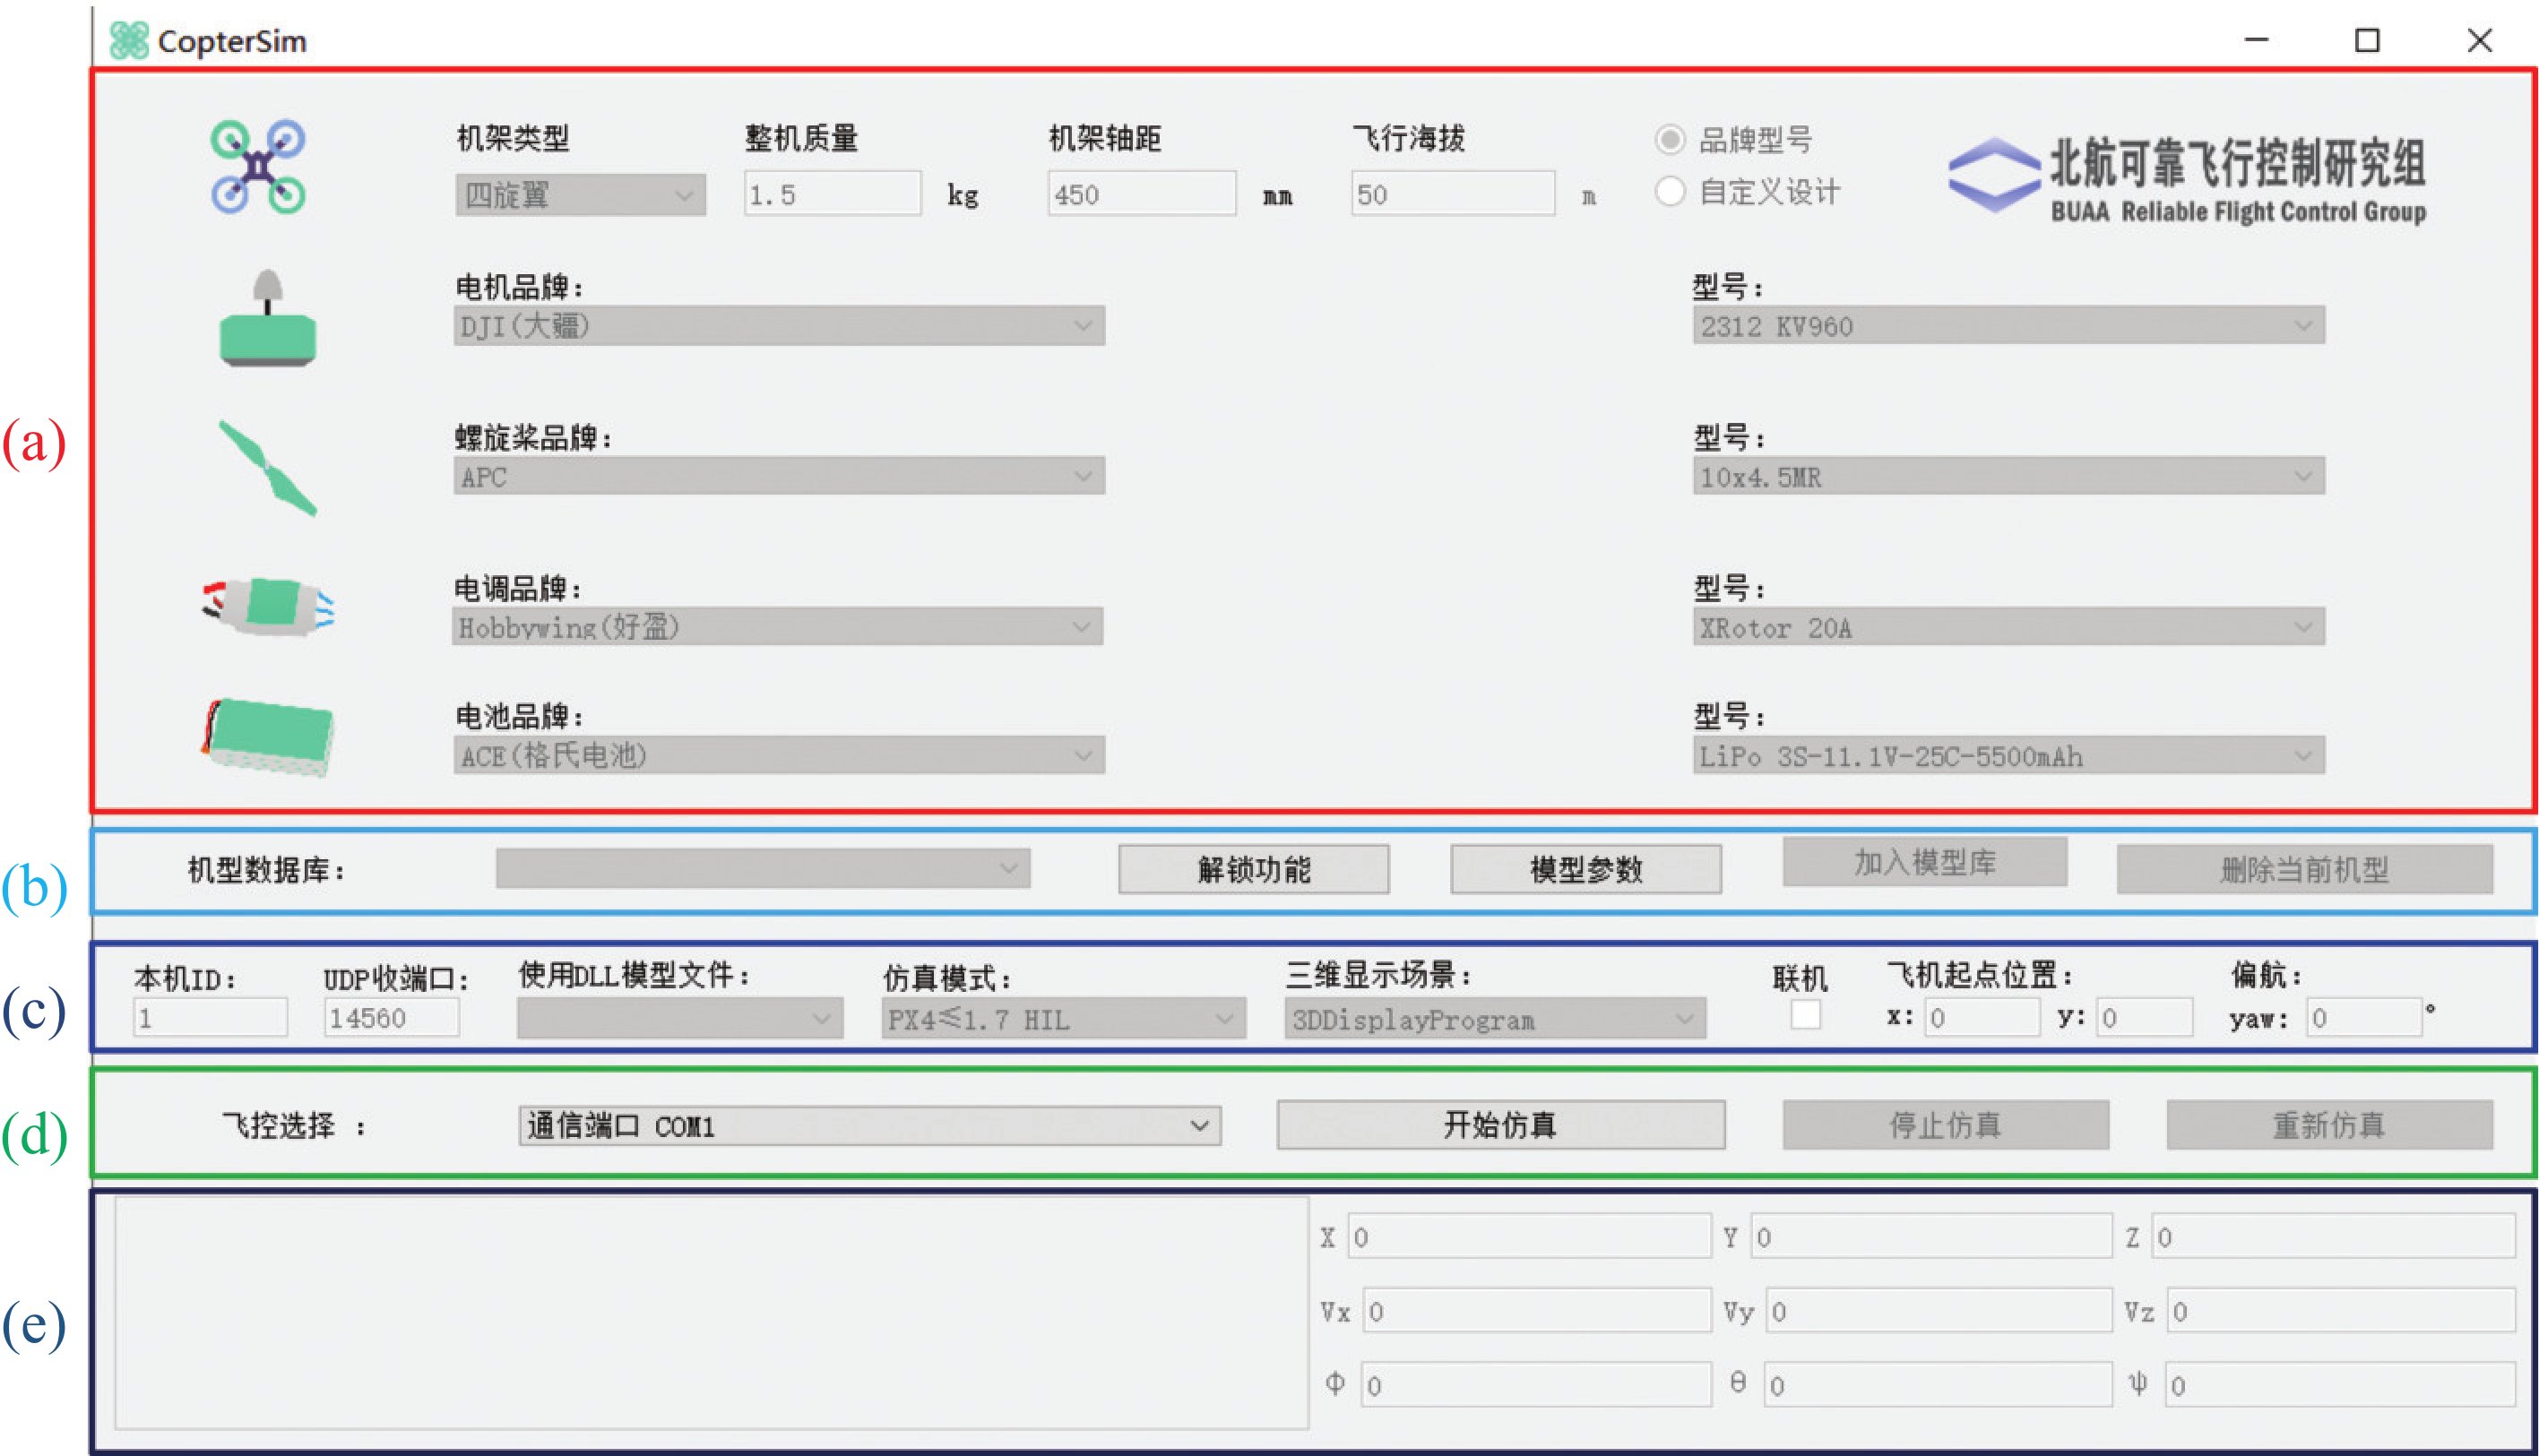 CopterSim
机架类型 整机质量 机架轴距 飞行海拔 品牌型号
四旋翼 1.5 kg 450 mm 50 m 自定义设计
北航可靠飞行控制研究组
BUAA Reliable Flight Control Group
电机品牌： 型号：
DJI(大疆) 2312 KV960
(a)
螺旋桨品牌： 型号：
APC 10x4.5MR
电调品牌： 型号：
Hobbywing(好盈) XRotor 20A
电池品牌： 型号：
ACE(格氏电池) LiPo 3S-11.1V-25C-5500mAh
(b)
机型数据库： 解锁功能 模型参数 加入模型库 删除当前机型
(c)
本机ID： UDP收端口： 使用DLL模型文件： 仿真模式： 三维显示场景： 联机 飞机起点位置： 偏航：
1 14560 PX4≤1.7 HIL 3DDisplayProgram x: 0 y: 0 yaw: 0 °
(d)
飞控选择 ： 通信端口 COM1 开始仿真 停止仿真 重新仿真
(e)
X 0 Y 0 Z 0
Vx 0 Vy 0 Vz 0
Φ 0 θ 0 ψ 0